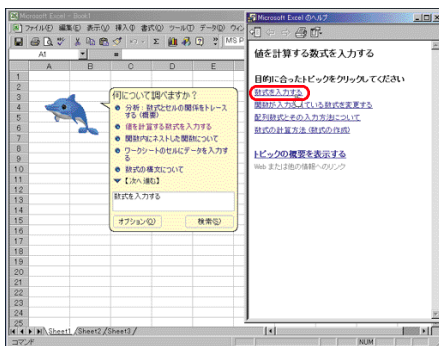 Microsoft Excel - Book1
ファイル(F) 編集(E) 表示(V) 挿入(I) 書式(O) ツール(T) データ(D)
A1
=
A B C D E
1
2
3
4
5
6
7
8
9
10
11
12
13
14
15
16
17
18
19
20
21
22
23
24
25
何について調べますか？
分析：数式とセルの関係をトレース
する(概要)
値を計算する数式を入力する
関数内にネストした関数について
ワークシートのセルにデータを入力す
る
数式の構文について
【次へ進む】
数式を入力する
オプション(O) 検索(S)
Sheet1 / Sheet2 / Sheet3 /
コマンド
NUM
Microsoft Excel のヘルプ
値を計算する数式を入力する
目的に合ったトピックをクリックしてください
数式を入力する
関数が入力されている数式を変更する
配列数式とその入力方法について
数式の計算方法 (数式の作成)
トピックの概要を表示する
Web または他の情報へのリンク